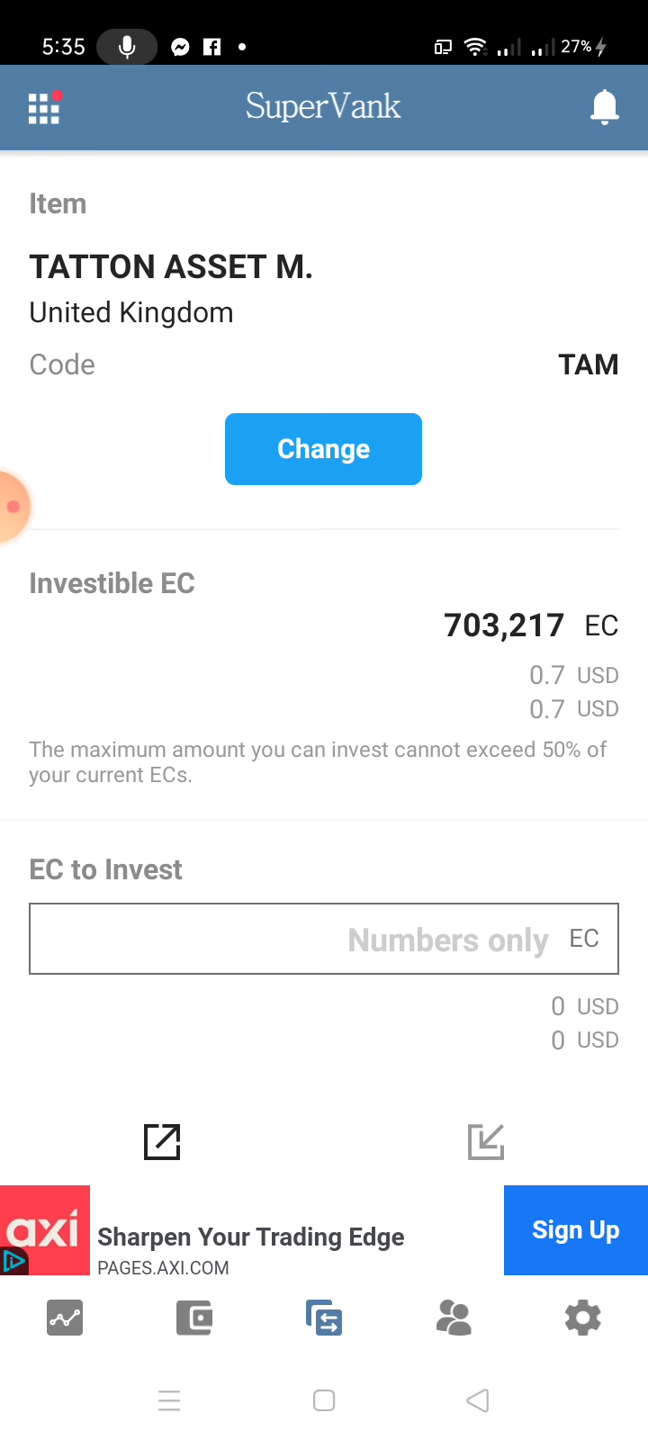 5:35
27%
SuperVank
Item
TATTON ASSET M.
United Kingdom
Code TAM
Change
Investible EC
703,217 EC
0.7 USD
0.7 USD
The maximum amount you can invest cannot exceed 50% of
your current ECs.
EC to Invest
Numbers only EC
0 USD
0 USD
axi
Sharpen Your Trading Edge
PAGES.AXI.COM
Sign Up